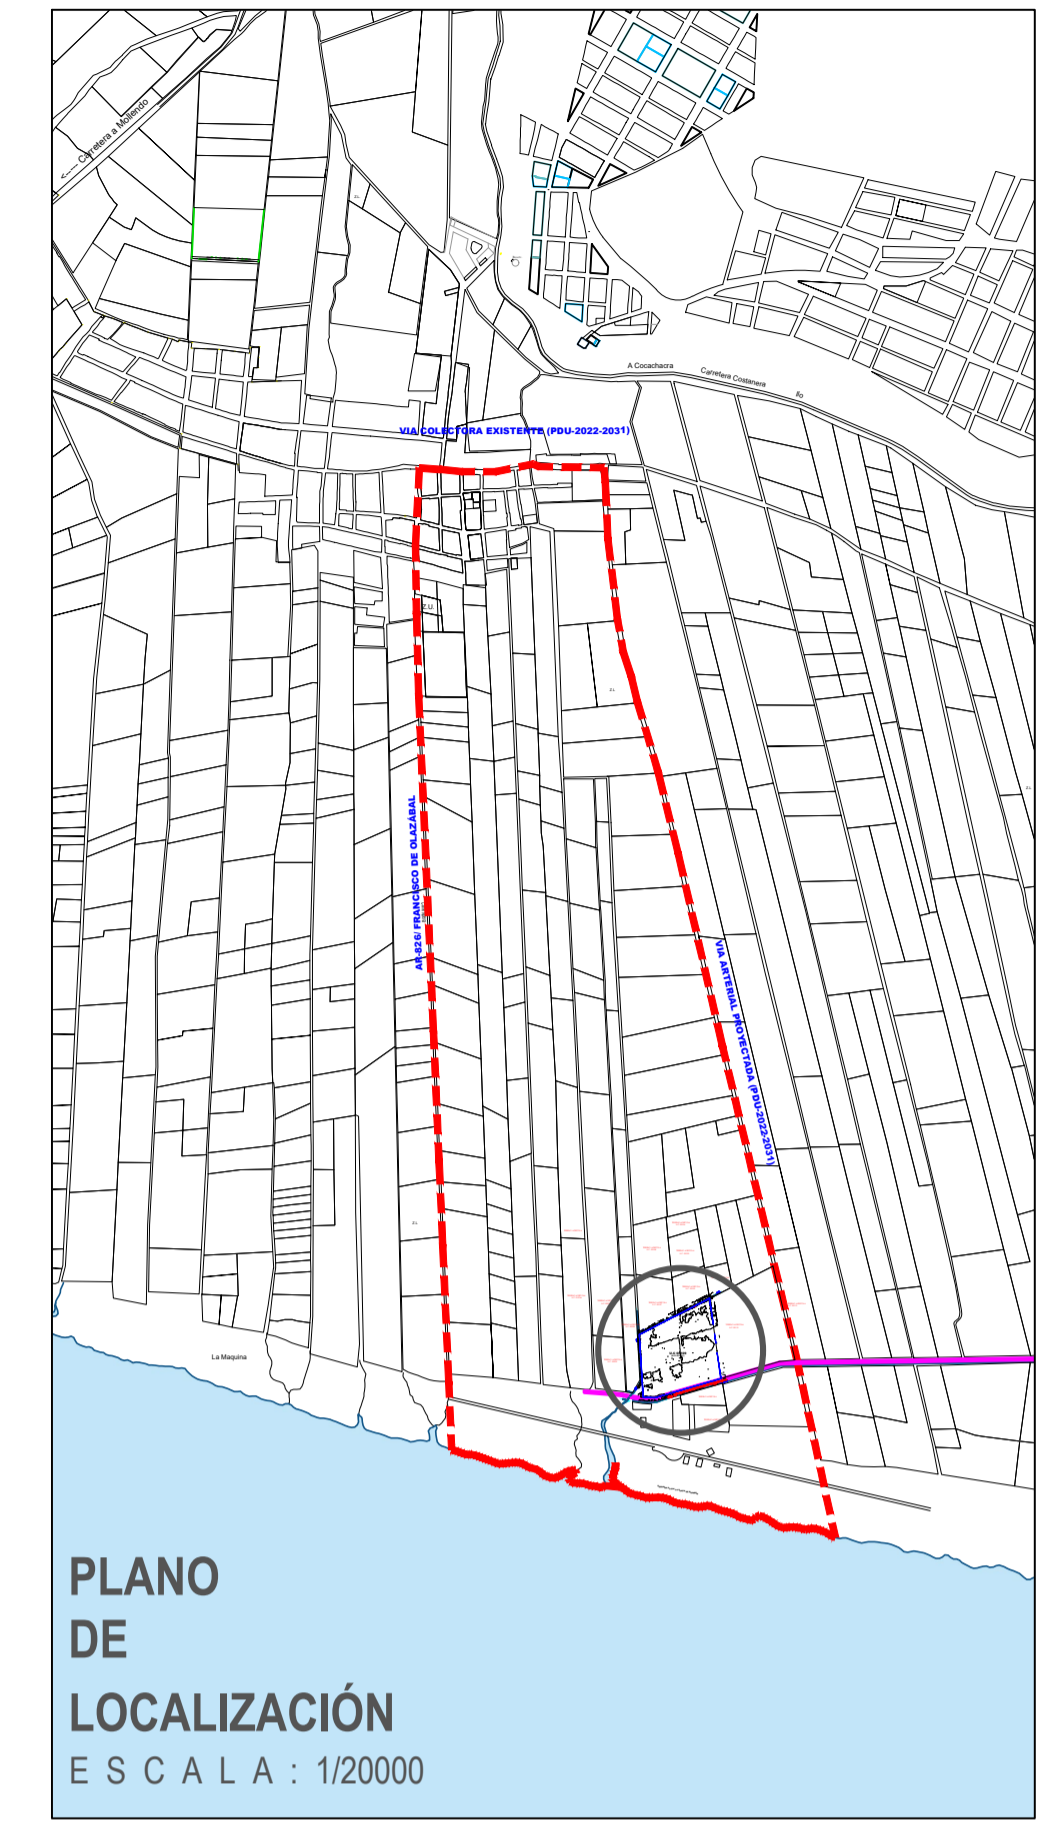 <--- Carretera a Mollendo
A Cocachacra
Carretera Costanera
Ilo
VIA COLECTORA EXISTENTE (PDU-2022-2031)
Z.U.
AR-826/ FRANCISCO DE OLAZÁBAL
VIA ARTERIAL PROYECTADA (PDU-2022-2031)
La Maquina
PLANO
DE
LOCALIZACIÓN
ESCALA: 1/20000